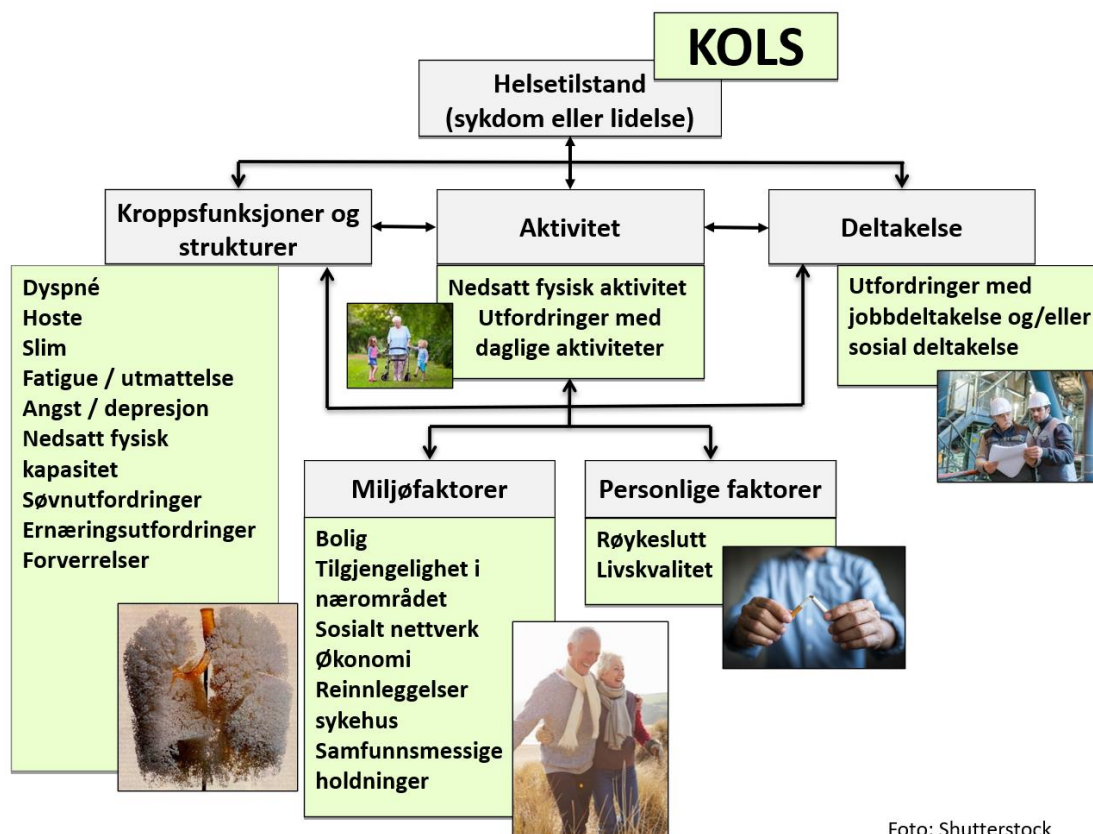 KOLS
Helsetilstand
(sykdom eller lidelse)
Kroppsfunksjoner og
strukturer
Aktivitet
Deltakelse
Dyspné
Hoste
Slim
Fatigue / utmattelse
Angst / depresjon
Nedsatt fysisk
kapasitet
Søvnutfordringer
Ernæringsutfordringer
Forverrelser
Nedsatt fysisk aktivitet
Utfordringer med
daglige aktiviteter
Utfordringer med
jobbdeltakelse og/eller
sosial deltakelse
Miljøfaktorer
Bolig
Tilgjengelighet i
nærområdet
Sosialt nettverk
Økonomi
Reinnleggelser
sykehus
Samfunnsmessige
holdninger
Personlige faktorer
Røykeslutt
Livskvalitet
Foto: Shutterstock